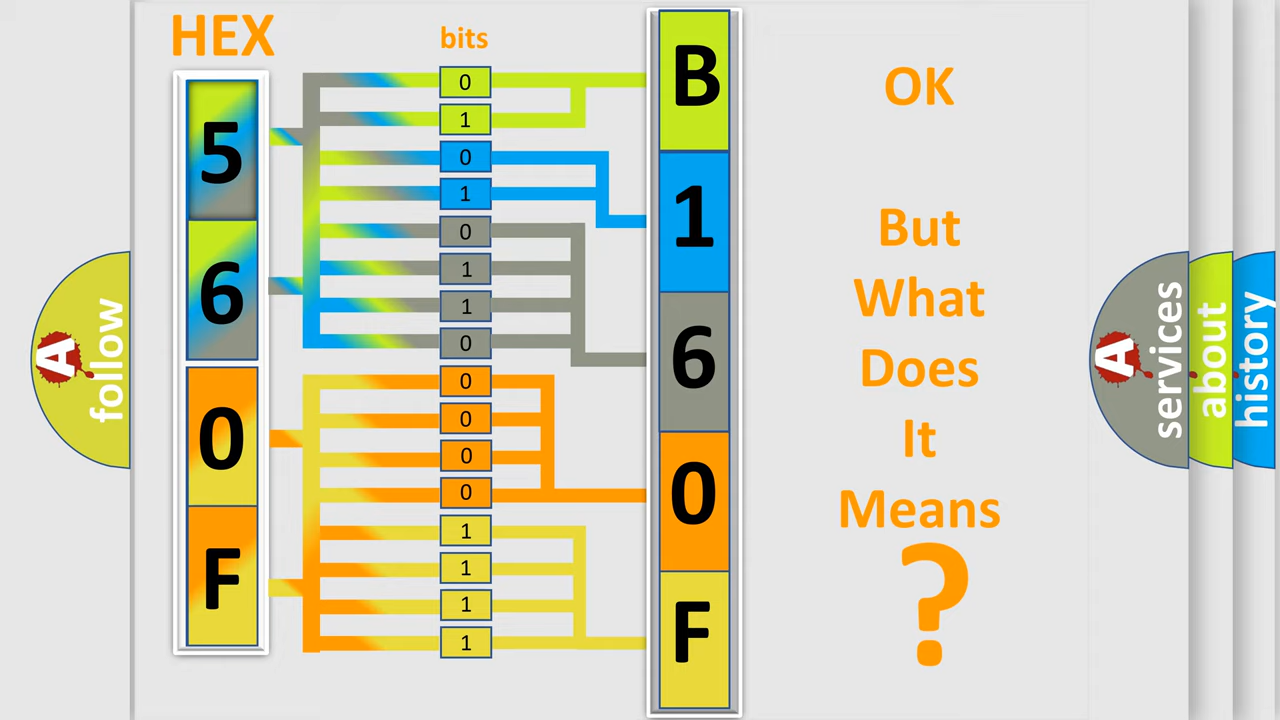 HEX
bits
5
6
0
F
0
1
0
1
0
1
1
0
0
0
0
0
1
1
1
1
B
1
6
0
F
OK
But
What
Does
It
Means
?
A
follow
A
services
about
history